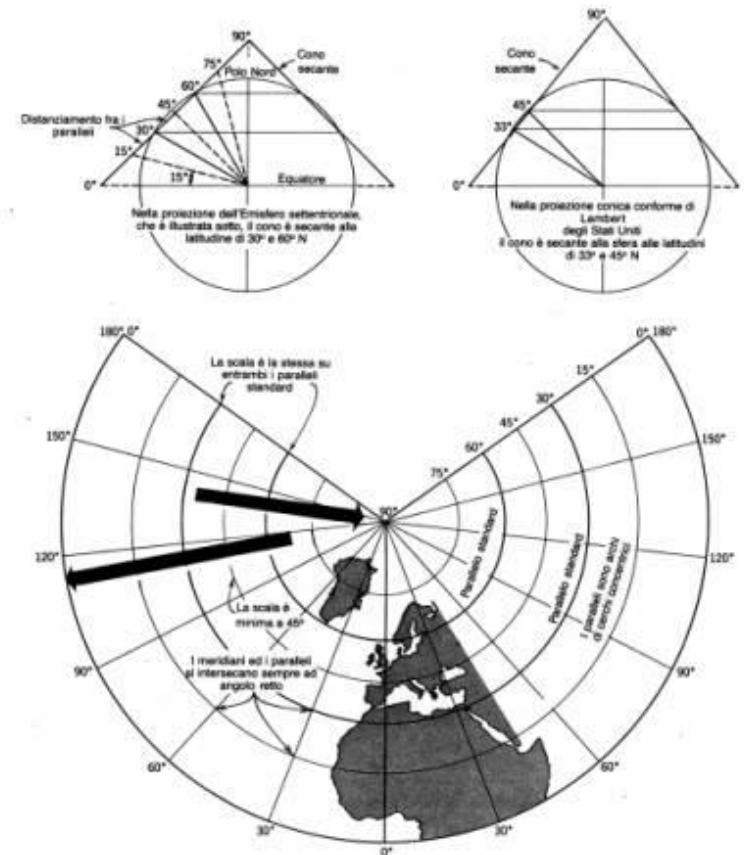 90°
75°
Polo Nord
Cono
secante
60°
45°
Distanziamento fra i
paralleli
30°
15°
15°
0°
Equatore
Nella proiezione dell'Emisfero settentrionale,
che è illustrata sotto, il cono è secante alla
latitudine di 30° e 60° N
90°
Cono
secante
45°
33°
0°
Nella proiezione conica conforme di
Lambert
degli Stati Uniti
il cono è secante alla sfera alle latitudini
di 33° e 45° N
180°
0°
La scala è la stessa su
entrambi i paralleli
standard
0°
180°
15°
30°
45°
60°
75°
90°
150°
150°
120°
120°
Parallelo standard
Parallelo standard
I paralleli sono archi
di cerchi concentrici
La scala è
minima a 45°
I meridiani ed i paralleli
si intersecano sempre ad
angolo retto
90°
90°
60°
60°
30°
30°
0°